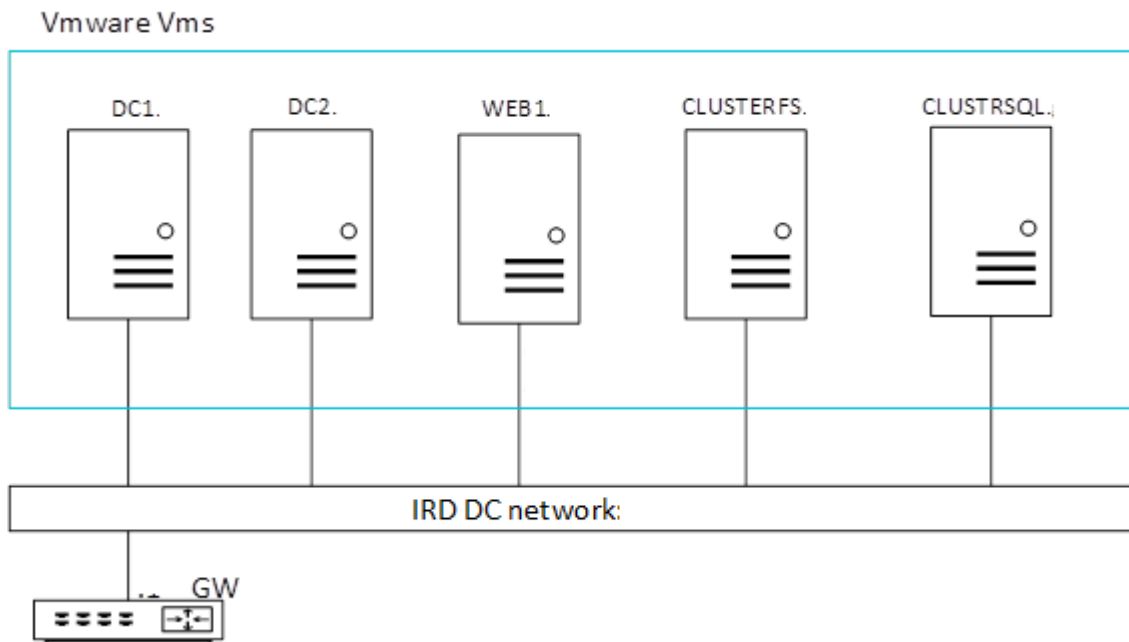 Vmware Vms
DC1.
DC2.
WEB1.
CLUSTERFS.
CLUSTRSQL.
IRD DC network:
GW